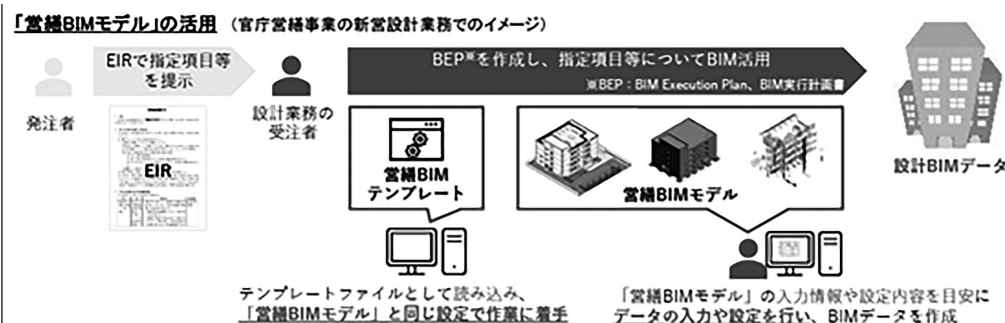 「営繕BIMモデル」の活用 (官庁営繕事業の新営設計業務でのイメージ)
発注者
EIRで指定項目等
を提示
EIR
設計業務の
受注者
BEP※を作成し、指定項目等についてBIM活用
※BEP:BIM Execution Plan、BIM実行計画書
営繕BIM
テンプレート
営繕BIMモデル
設計BIMデータ
テンプレートファイルとして読み込み、
「営繕BIMモデル」と同じ設定で作業に着手
「営繕BIMモデル」の入力情報や設定内容を目安に
データの入力や設定を行い、BIMデータを作成